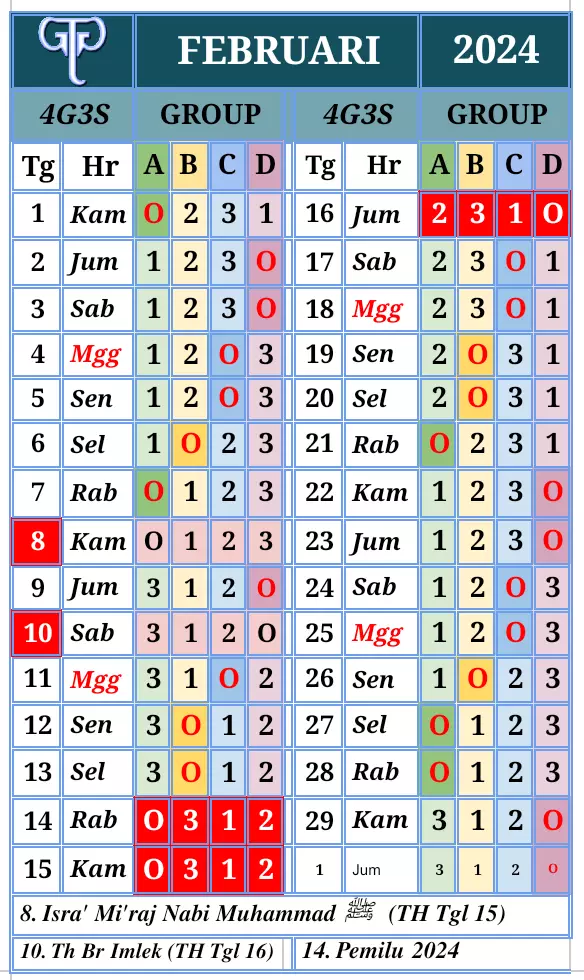 FEBRUARI 2024
4G3S GROUP 4G3S GROUP
Tg Hr A B C D Tg Hr A B C D
1 Kam O 2 3 1 16 Jum 2 3 1 O
2 Jum 1 2 3 O 17 Sab 2 3 O 1
3 Sab 1 2 3 O 18 Mgg 2 3 O 1
4 Mgg 1 2 O 3 19 Sen 2 O 3 1
5 Sen 1 2 O 3 20 Sel 2 O 3 1
6 Sel 1 O 2 3 21 Rab O 2 3 1
7 Rab O 1 2 3 22 Kam 1 2 3 O
8 Kam O 1 2 3 23 Jum 1 2 3 O
9 Jum 3 1 2 O 24 Sab 1 2 O 3
10 Sab 3 1 2 O 25 Mgg 1 2 O 3
11 Mgg 3 1 O 2 26 Sen 1 O 2 3
12 Sen 3 O 1 2 27 Sel O 1 2 3
13 Sel 3 O 1 2 28 Rab O 1 2 3
14 Rab O 3 1 2 29 Kam 3 1 2 O
15 Kam O 3 1 2 1 Jum 3 1 2 O
8. Isra' Mi'raj Nabi Muhammad ﷺ (TH Tgl 15)
10. Th Br Imlek (TH Tgl 16) 14. Pemilu 2024